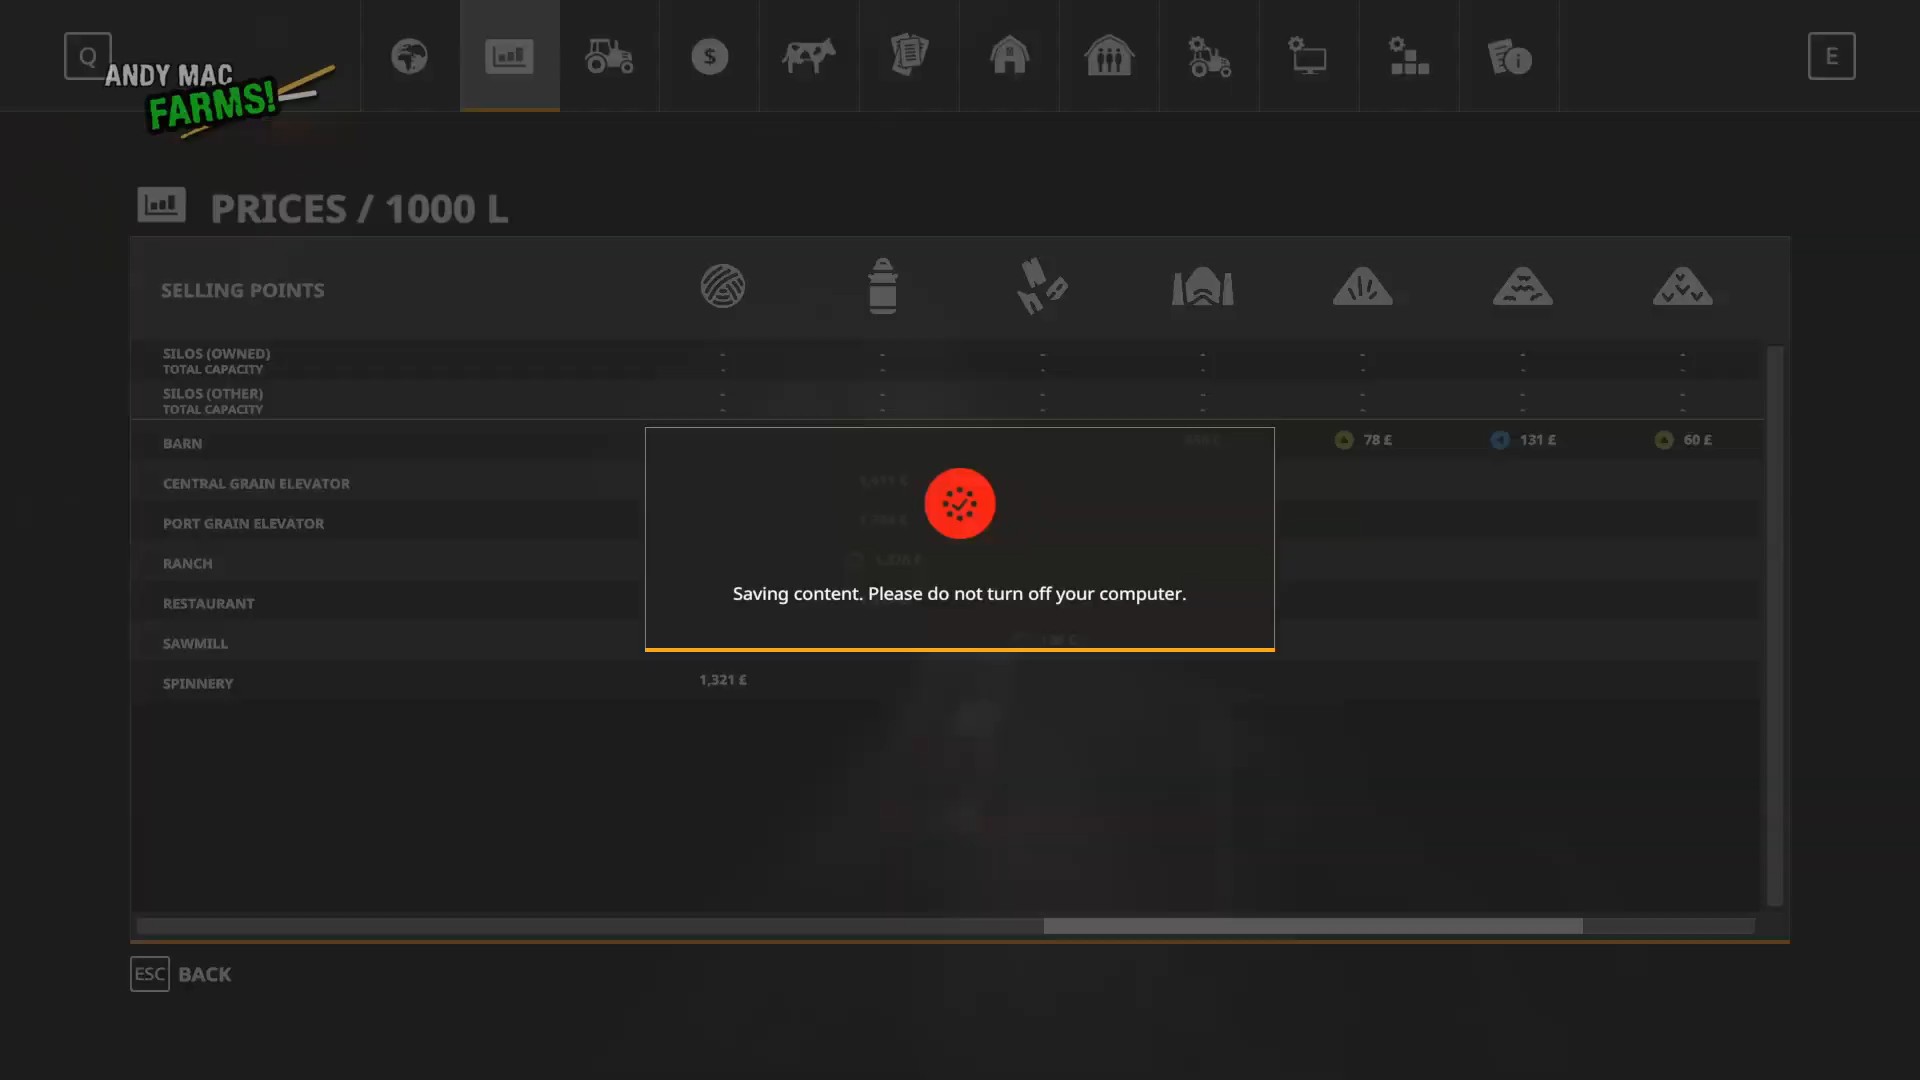 Q
E
ANDY MAC
FARMS!
PRICES / 1000 L
SELLING POINTS
SILOS (OWNED) - - - - - - -
TOTAL CAPACITY - - - - - - -
SILOS (OTHER) - - - - - - -
TOTAL CAPACITY - - - - - - -
BARN 78 £ 131 £ 60 £
CENTRAL GRAIN ELEVATOR
PORT GRAIN ELEVATOR
RANCH
RESTAURANT
SAWMILL
SPINNERY 1,321 £
Saving content. Please do not turn off your computer.
ESC BACK